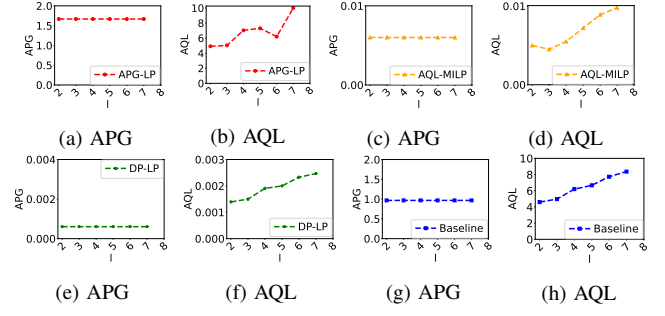 2.0
1.5
1.0
0.5
0.0
APG
APG-LP
2 3 4 5 6 7 8
l
(a) APG
10
8
6
4
2
0
AQL
APG-LP
2 3 4 5 6 7 8
l
(b) AQL
0.01
0.00
APG
AQL-MILP
2 3 4 5 6 7 8
l
(c) APG
0.01
0.00
AQL
AQL-MILP
2 3 4 5 6 7 8
l
(d) AQL
0.004
0.002
0.000
APG
DP-LP
2 3 4 5 6 7 8
l
(e) APG
0.003
0.002
0.001
0.000
AQL
DP-LP
2 3 4 5 6 7 8
l
(f) AQL
2.0
1.5
1.0
0.5
0.0
APG
Baseline
2 3 4 5 6 7 8
l
(g) APG
10
8
6
4
2
0
AQL
Baseline
2 3 4 5 6 7 8
l
(h) AQL